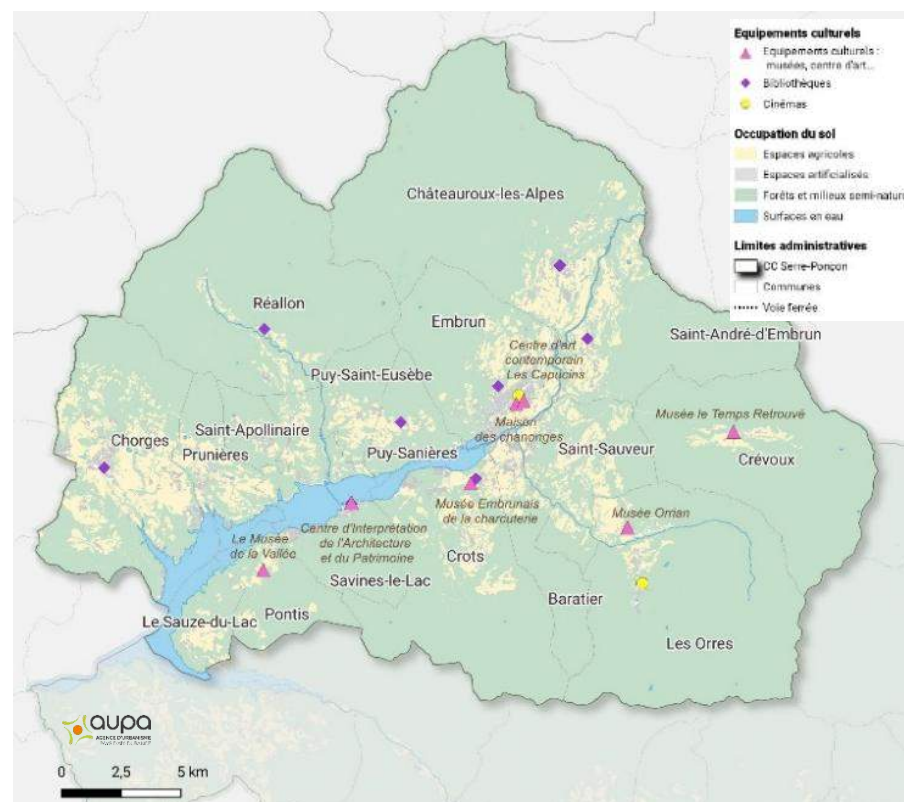 Equipements culturels
Equipements culturels :
musées, centre d'art...
Bibliothèques
Cinémas
Occupation du sol
Espaces agricoles
Espaces artificialisés
Forêts et milieux semi-nature
Surfaces en eau
Limites administratives
CC Serre-Ponçon
Communes
Voie ferrée
Châteauroux-les-Alpes
Réallon
Embrun
Saint-André-d'Embrun
Centre d'art
contemporain
Les Capucins
Puy-Saint-Eusèbe
Musée le Temps Retrouvé
Maison
des chanonges
Saint-Apollinaire
Chorges
Prunières
Puy-Sanières
Saint-Sauveur
Crévoux
Musée Embrunais
de la charcuterie
Musée Orrian
Le Musée
de la Vallée
Centre d'Interprétation
de l'Architecture
et du Patrimoine
Crots
Savines-le-Lac
Baratier
Pontis
Le Sauze-du-Lac
Les Orres
aupa
AGENCE D'URBANISME
0 2,5 5 km